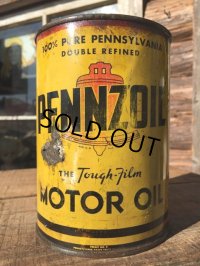 100% PURE PENNSYLVANIA
DOUBLE REFINED
PENNZOIL
SOLD OUT
THE Tough-Film
MOTOR OIL